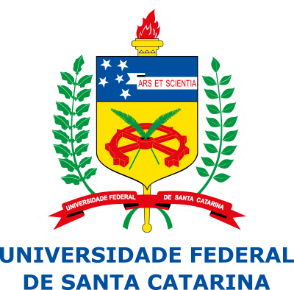 ARS ET SCIENTIA
UNIVERSIDADE FEDERAL DE SANTA CATARINA
UNIVERSIDADE FEDERAL
DE SANTA CATARINA